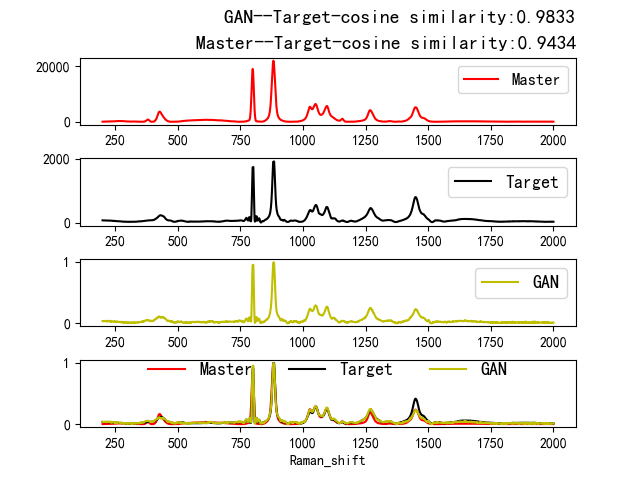 GAN--Target-cosine similarity:0.9833
Master--Target-cosine similarity:0.9434
20000
0
Master
250 500 750 1000 1250 1500 1750 2000
2000
0
Target
250 500 750 1000 1250 1500 1750 2000
1
0
GAN
250 500 750 1000 1250 1500 1750 2000
1
0
Master Target GAN
250 500 750 1000 1250 1500 1750 2000
Raman_shift